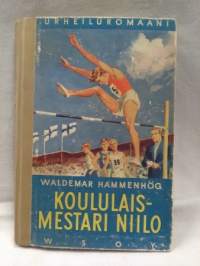 URHEILUROMAANI
WALDEMAR HAMMENHÖG
KOULULAIS-
MESTARI NIILO
WSOY